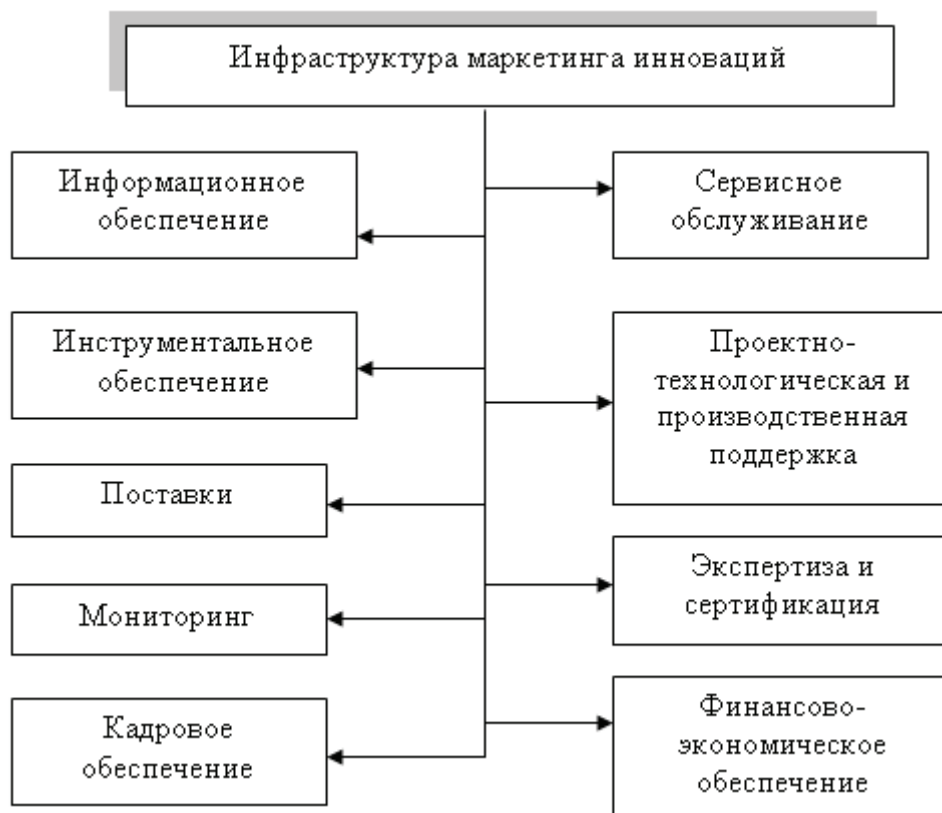 Инфраструктура маркетинга инноваций
Информационное
обеспечение
Сервисное
обслуживание
Инструментальное
обеспечение
Проектно-
технологическая и
производственная
поддержка
Поставки
Экспертиза и
сертификация
Мониторинг
Кадровое
обеспечение
Финансово-
экономическое
обеспечение